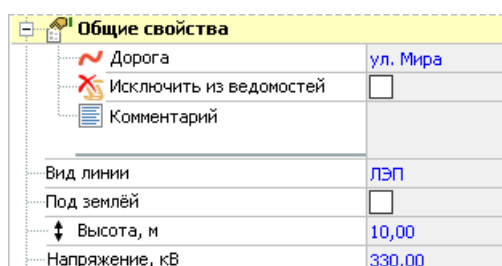 Общие свойства
Дорога ул. Мира
Исключить из ведомостей
Комментарий
Вид линии ЛЭП
Под землёй
Высота, м 10,00
Напряжение, кВ 330,00